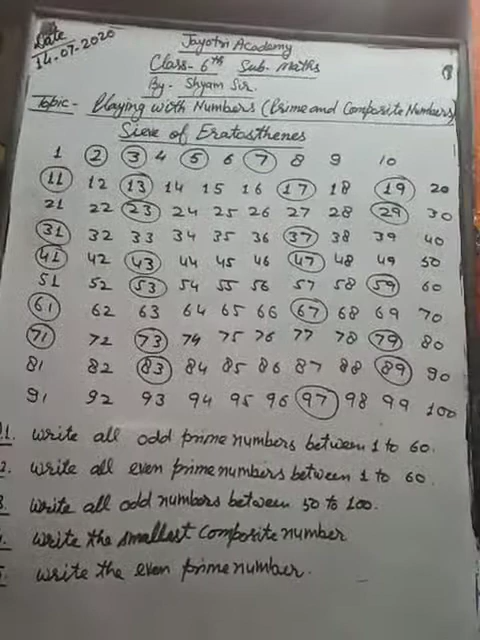 Date
14.07.2020
Jayotri Academy
Class- 6th Sub- Maths
By- Shyam Sir.
Topic- Playing with Numbers (Prime and Composite Numbers)
Sieve of Eratosthenes
1 2 3 4 5 6 7 8 9 10
11 12 13 14 15 16 17 18 19 20
21 22 23 24 25 26 27 28 29 30
31 32 33 34 35 36 37 38 39 40
41 42 43 44 45 46 47 48 49 50
51 52 53 54 55 56 57 58 59 60
61 62 63 64 65 66 67 68 69 70
71 72 73 74 75 76 77 78 79 80
81 82 83 84 85 86 87 88 89 90
91 92 93 94 95 96 97 98 99 100
1. Write all odd prime numbers between 1 to 60.
2. Write all even prime numbers between 1 to 60.
3. Write all odd numbers between 50 to 100.
Write the smallest composite number
Write the even prime number.